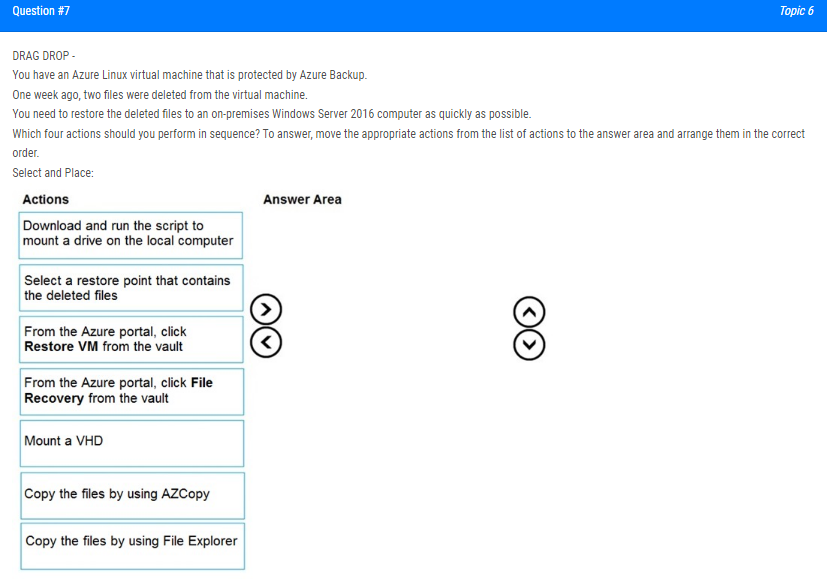 Question #7
Topic 6
DRAG DROP -
You have an Azure Linux virtual machine that is protected by Azure Backup.
One week ago, two files were deleted from the virtual machine.
You need to restore the deleted files to an on-premises Windows Server 2016 computer as quickly as possible.
Which four actions should you perform in sequence? To answer, move the appropriate actions from the list of actions to the answer area and arrange them in the correct
order.
Select and Place:
Actions
Answer Area
Download and run the script to
mount a drive on the local computer
Select a restore point that contains
the deleted files
From the Azure portal, click
Restore VM from the vault
From the Azure portal, click File
Recovery from the vault
Mount a VHD
Copy the files by using AZCopy
Copy the files by using File Explorer